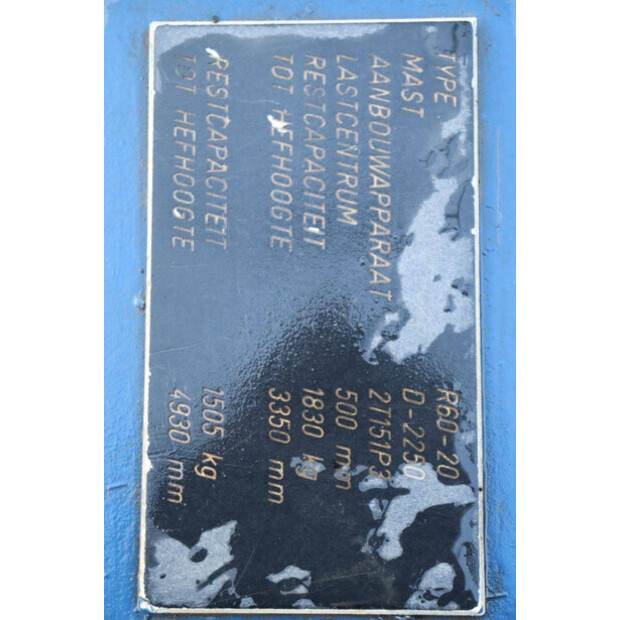 TYPE R60-20
MAST D-2250
AANBOUWAPPARAAT 2T151P3
LASTCENTRUM 500 mm
RESTCAPACITEIT 1830 kg
TOT HEFHOOGTE 3350 mm
RESTCAPACITEIT 1505 kg
TOT HEFHOOGTE 4930 mm